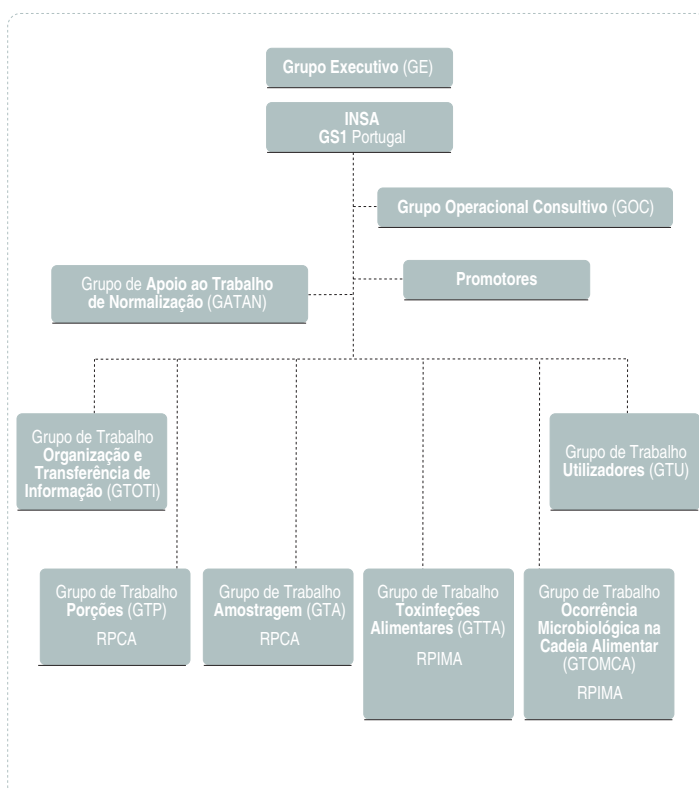 Grupo Executivo (GE)
INSA
GS1 Portugal
Grupo Operacional Consultivo (GOC)
Promotores
Grupo de Apoio ao Trabalho
de Normalização (GATAN)
Grupo de Trabalho
Organização e
Transferência de
Informação (GTOTI)
Grupo de Trabalho
Utilizadores (GTU)
Grupo de Trabalho
Porções (GTP)
RPCA
Grupo de Trabalho
Amostragem (GTA)
RPCA
Grupo de Trabalho
Toxinfeções
Alimentares (GTTA)
RPIMA
Grupo de Trabalho
Ocorrência
Microbiológica na
Cadeia Alimentar
(GTOMCA)
RPIMA